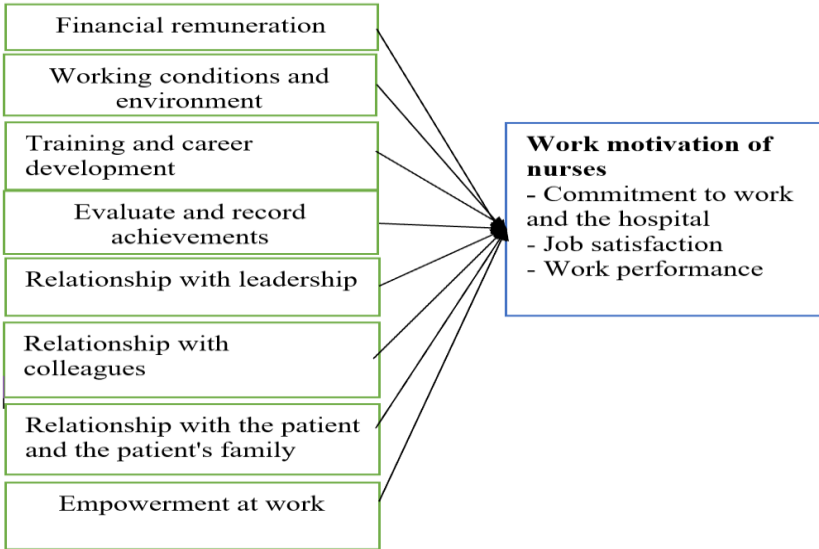 Financial remuneration
Working conditions and
environment
Training and career
development
Evaluate and record
achievements
Relationship with leadership
Relationship with
colleagues
Relationship with the patient
and the patient's family
Empowerment at work
Work motivation of
nurses
- Commitment to work
and the hospital
- Job satisfaction
- Work performance